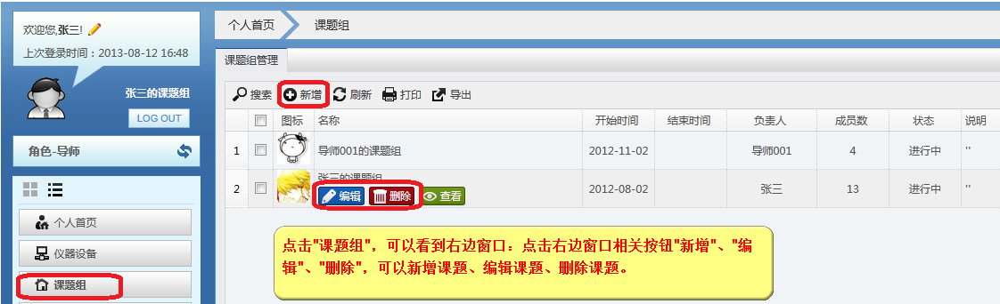 欢迎您,张三!
上次登录时间：2013-08-12 16:48
张三的课题组
LOG OUT
角色-导师
个人首页
仪器设备
课题组
个人首页 课题组
课题组管理
搜索 新增 刷新 打印 导出
图标 名称 开始时间 结束时间 负责人 成员数 状态 说明
1 导师001的课题组 2012-11-02 导师001 4 进行中 ''
张三的课题组
2 编辑 删除 查看 2012-08-02 张三 13 进行中 ''
点击"课题组"，可以看到右边窗口：点击右边窗口相关按钮"新增"、"编
辑"、"删除"，可以新增课题、编辑课题、删除课题。